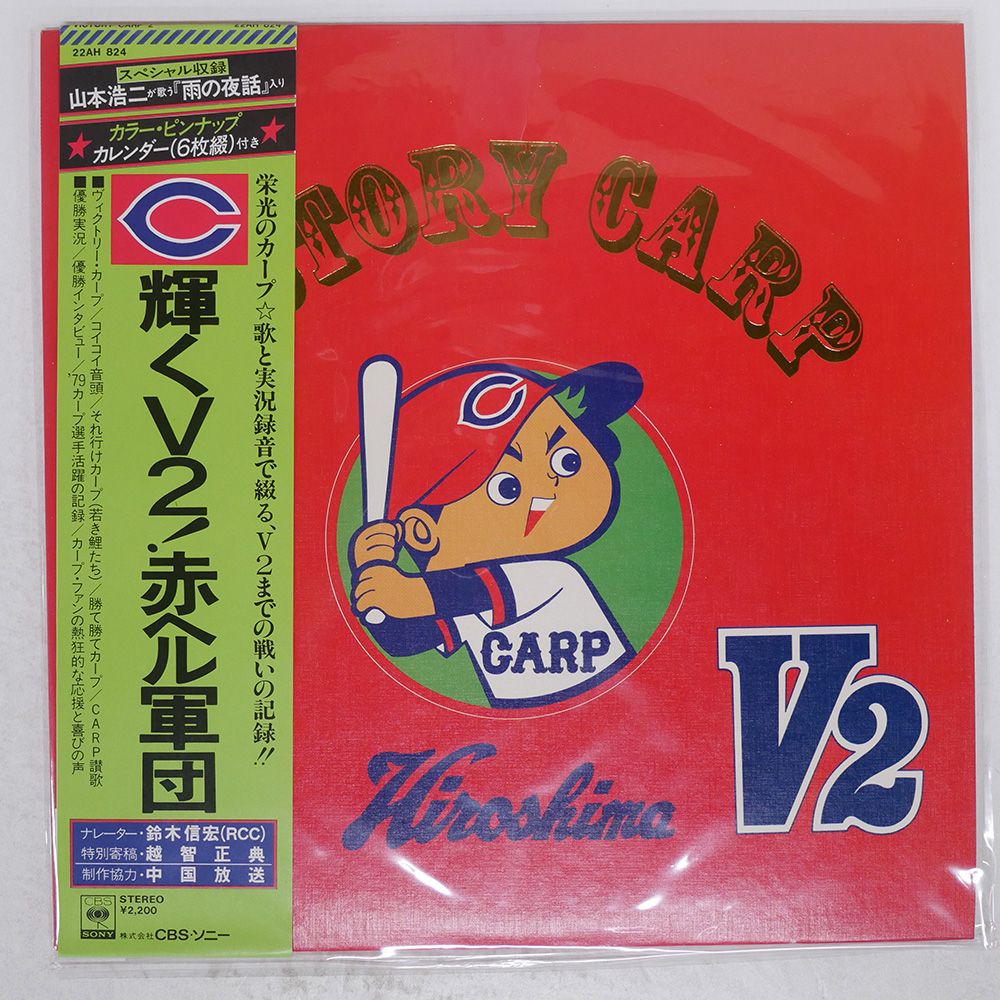 VICTORY CARP 2 22AH 824
22AH 824
スペシャル収録
山本浩二が歌う『雨の夜話』入り
カラー・ピンナップ
カレンダー(6枚綴)付き
栄光のカープ☆歌と実況録音で綴る、V2までの戦いの記録!!
輝くV2!赤ヘル軍団
■ヴィクトリー・カープ/コイコイ音頭/それ行けカープ(若き鯉たち)/勝て勝てカープ/CARP讃歌
■優勝実況/優勝インタビュー/'79カープ選手活躍の記録/カープ・ファンの熱狂的な応援と喜びの声
ナレーター・鈴木信宏(RCC)
特別寄稿・越智正典
制作協力・中国放送
CBS
SONY
STEREO
¥2,200
株式会社CBS・ソニー
TORY CARP
C
CARP
Hiroshima
V2